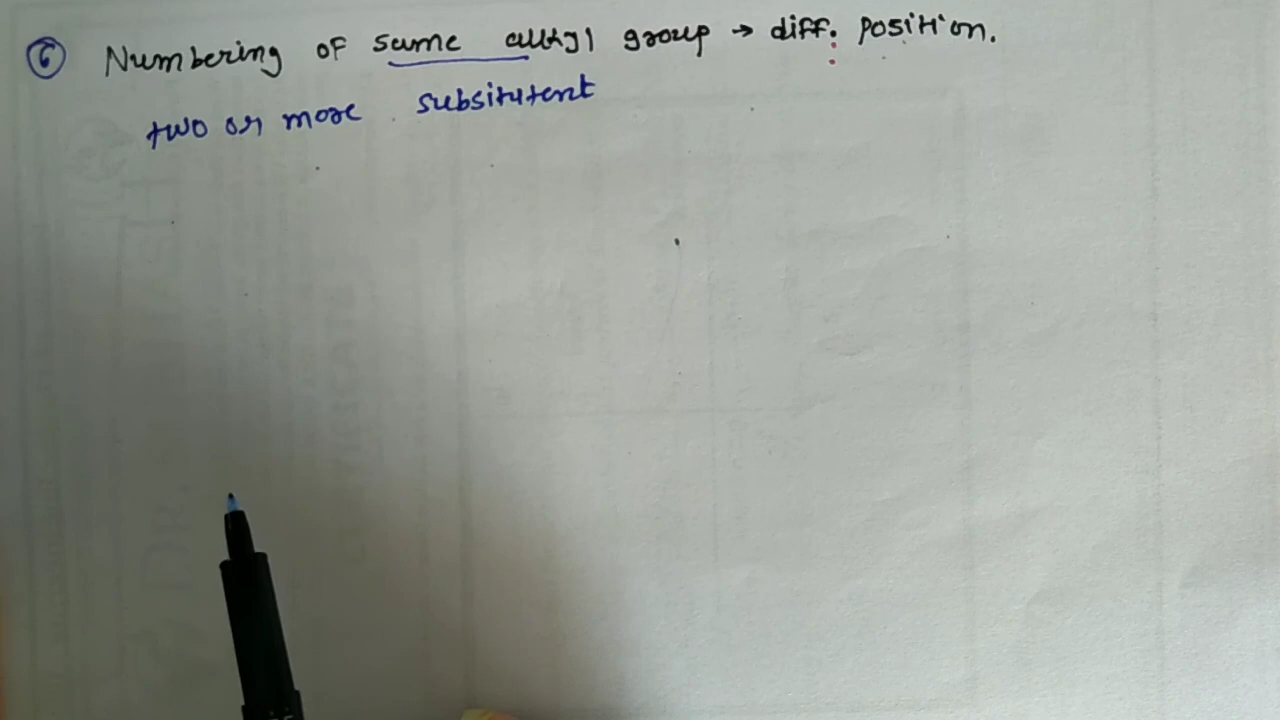 6 Numbering of same alkyl group → diff. position.
two or more subsitutent